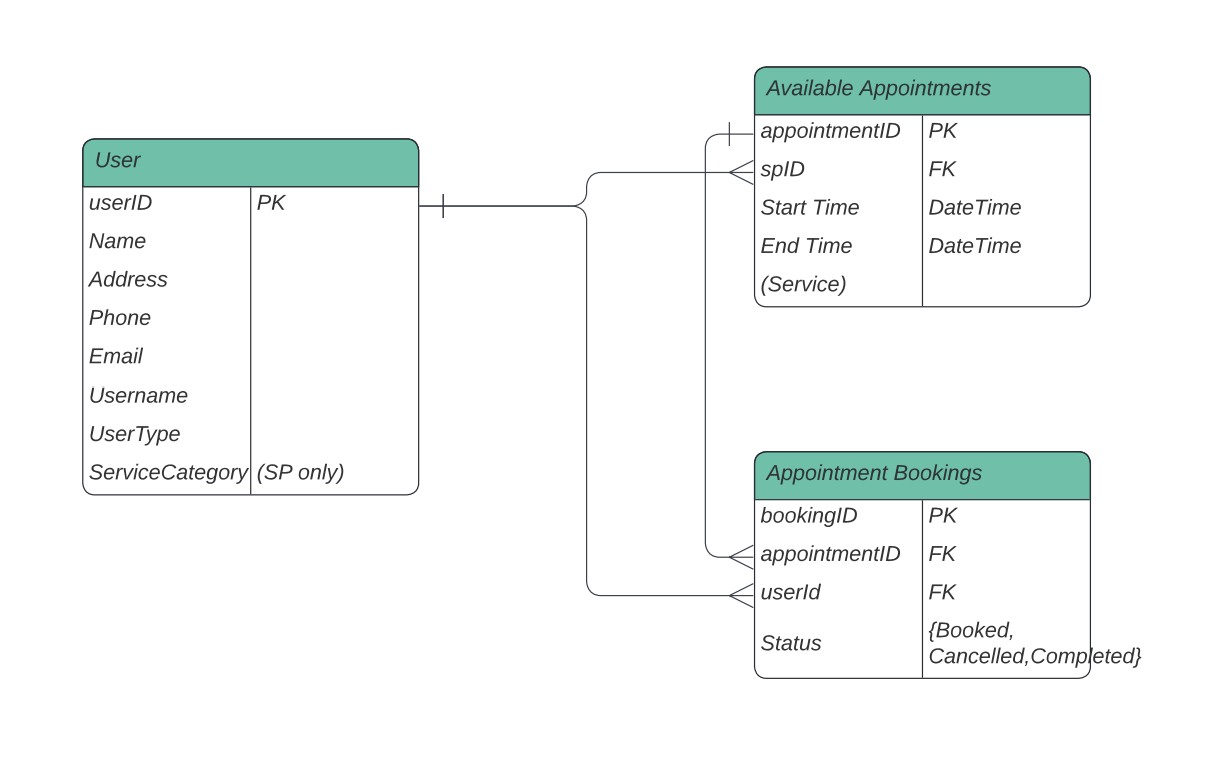 User
userID PK
Name
Address
Phone
Email
Username
UserType
ServiceCategory (SP only)
Available Appointments
appointmentID PK
spID FK
Start Time DateTime
End Time DateTime
(Service)
Appointment Bookings
bookingID PK
appointmentID FK
userId FK
Status {Booked,
Cancelled,Completed}